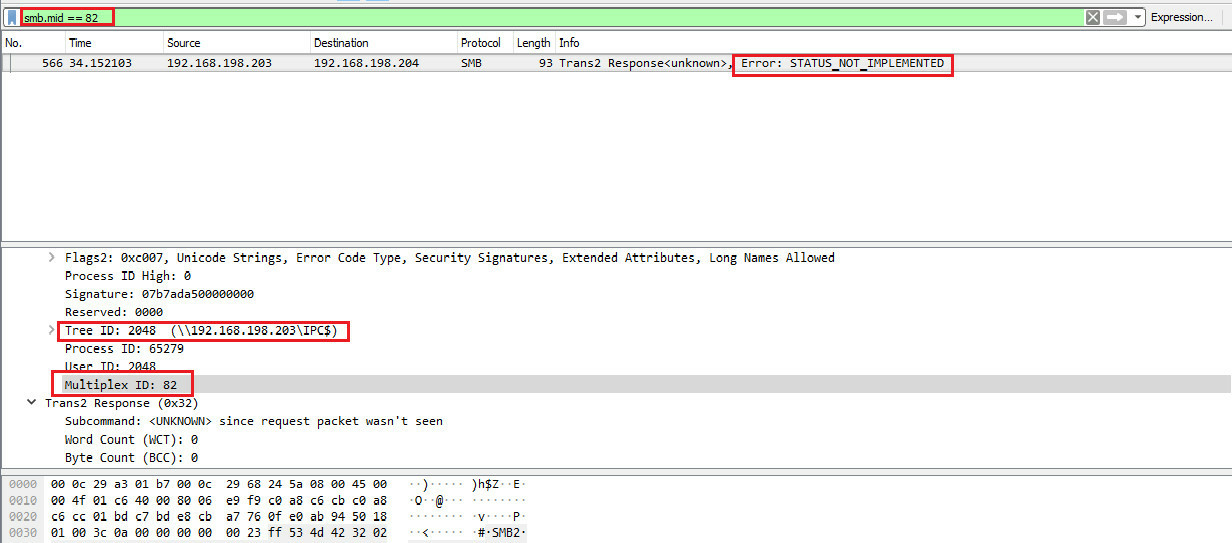 smb.mid == 82 Expression...
No. Time Source Destination Protocol Length Info
566 34.152103 192.168.198.203 192.168.198.204 SMB 93 Trans2 Response<unknown>, Error: STATUS_NOT_IMPLEMENTED
Flags2: 0xc007, Unicode Strings, Error Code Type, Security Signatures, Extended Attributes, Long Names Allowed
Process ID High: 0
Signature: 07b7ada500000000
Reserved: 0000
Tree ID: 2048 (\\192.168.198.203\IPC$)
Process ID: 65279
User ID: 2048
Multiplex ID: 82
Trans2 Response (0x32)
Subcommand: <UNKNOWN> since request packet wasn't seen
Word Count (WCT): 0
Byte Count (BCC): 0
0000 00 0c 29 a3 01 b7 00 0c 29 68 24 5a 08 00 45 00 ··)····· )h$Z··E·
0010 00 4f 01 c6 40 00 80 06 e9 f9 c0 a8 c6 cb c0 a8 ·O··@··· ········
0020 c6 cc 01 bd c7 bd e8 cb a7 76 0f e0 ab 94 50 18 ········ ·v····P·
0030 01 00 3c 0a 00 00 00 00 00 23 ff 53 4d 42 32 02 ··<····· ·#·SMB2·